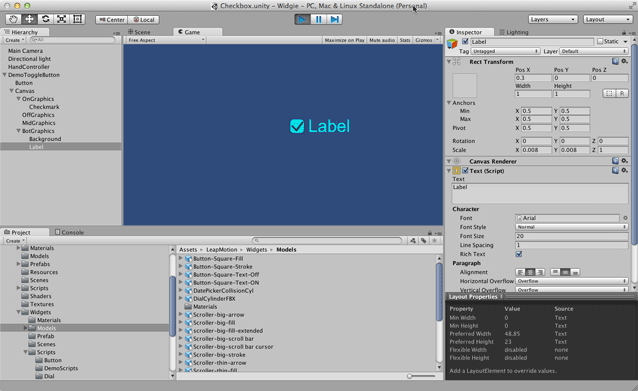 Checkbox.unity - Widgie - PC, Mac & Linux Standalone (Personal)
Center Local
Layers Layout
Hierarchy
Create All
Main Camera
Directional light
HandController
DemoToggleButton
Button
Canvas
OnGraphics
Checkmark
OffGraphics
MidGraphics
BotGraphics
Background
Label
Scene Game
Free Aspect Maximize on Play Mute audio Stats Gizmos
Label
Inspector Lighting
Label Static
Tag Untagged Layer Default
Rect Transform
Pos X Pos Y Pos Z
0.3 0 0
Width Height
1 1
R
Anchors
Min X 0.5 Y 0.5
Max X 0.5 Y 0.5
Pivot X 0.5 Y 0.5
Rotation X 0 Y 0 Z 0
Scale X 0.008 Y 0.008 Z 1
Canvas Renderer
Text (Script)
Text
Label
Character
Font Arial
Font Style Normal
Font Size 20
Line Spacing 1
Rich Text
Paragraph
Alignment
Horizontal Overflow Overflow
Vertical Overflow Overflow
Layout Properties
Property Value Source
Min Width 0 Text
Min Height 0 Text
Preferred Width 48.85 Text
Preferred Height 23 Text
Flexible Width disabled none
Flexible Height disabled none
Add a LayoutElement to override values.
Project Console
Create
Materials
Models
Prefabs
Resources
Scenes
Scripts
Shaders
Textures
Widgets
Materials
Models
Prefab
Scenes
Scripts
Button
DemoScripts
Dial
Assets LeapMotion Widgets Models
Button-Square-Fill
Button-Square-Stroke
Button-Square-Text-Off
Button-Square-Text-ON
DatePickerCollisionCyl
DialCylinderFBX
Materials
Scroller-big-arrow
Scroller-big-fill
scroller-big-fill-extended
Scroller-big-scroll bar
Scroller-big-scroll bar cursor
Scroller-big-stroke
Scroller-thin-arrow
Scroller-thin-fill